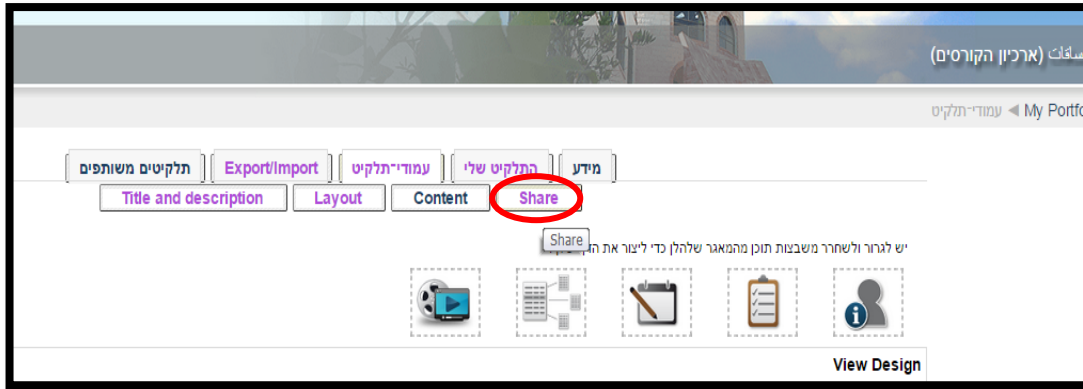 (ארכיון הקורסים)
My Portfo ◄ עמודי־תלקיט
מידע
התלקיט שלי
עמודי־תלקיט
Export/Import
תלקיטים משותפים
Title and description
Layout
Content
Share
Share
יש לגרור ולשחרר משבצות תוכן מהמאגר שלהלן כדי ליצור את
View Design